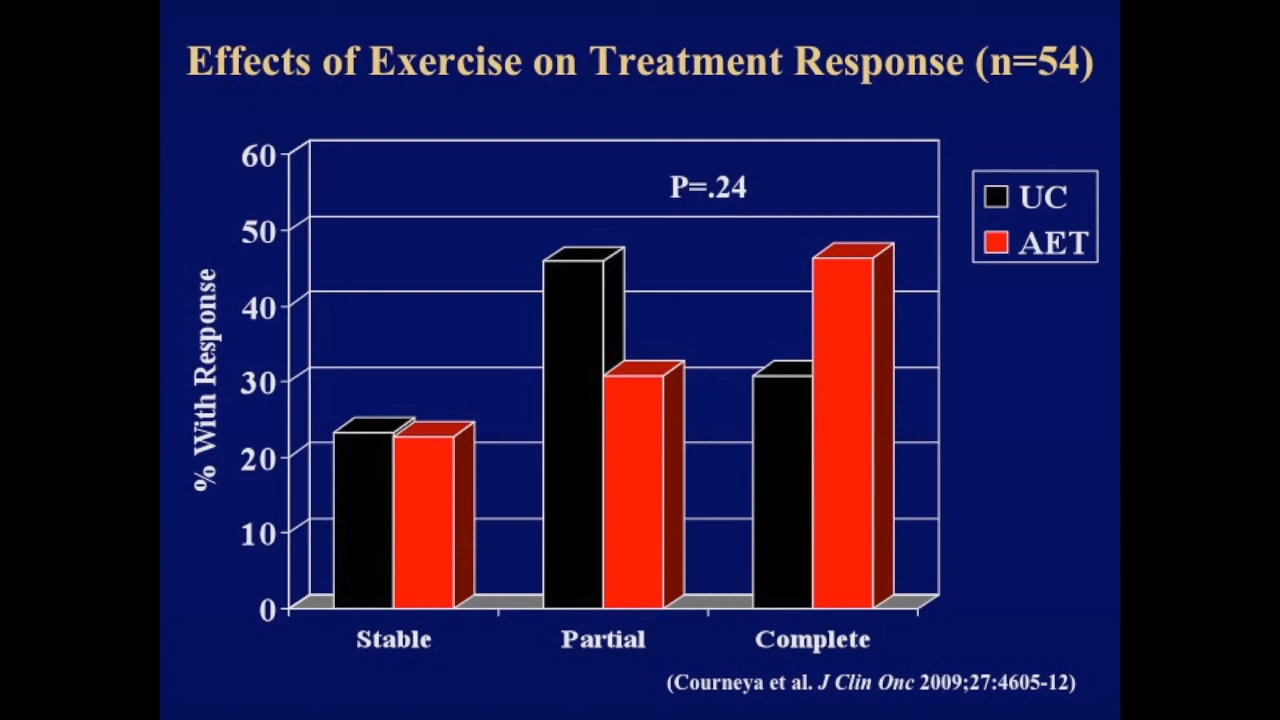 Effects of Exercise on Treatment Response (n=54)
60
50
40
30
20
10
0
% With Response
P=.24
UC
AET
Stable
Partial
Complete
(Courneya et al. J Clin Onc 2009;27:4605-12)